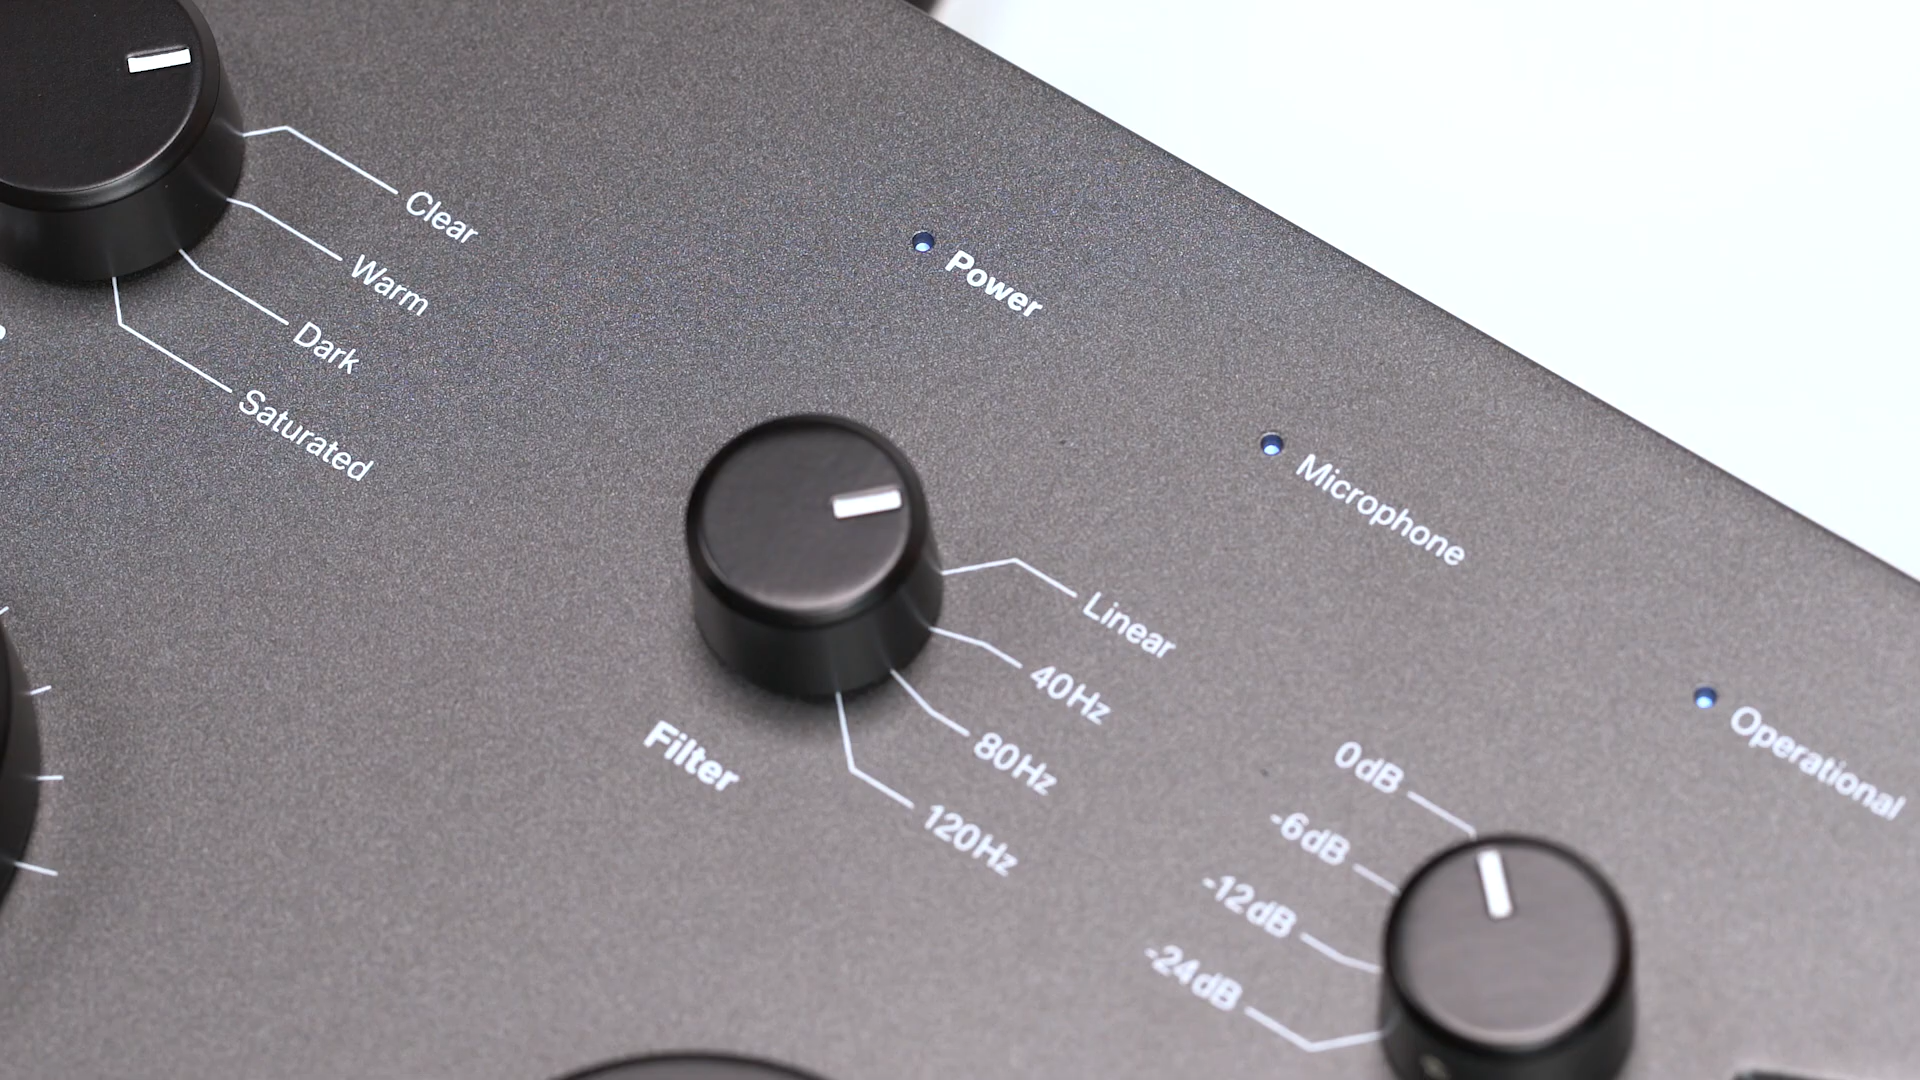 Clear
Warm
Dark
Saturated
Power
Microphone
Operational
Filter
Linear
40Hz
80Hz
120Hz
0dB
-6dB
-12dB
-24dB